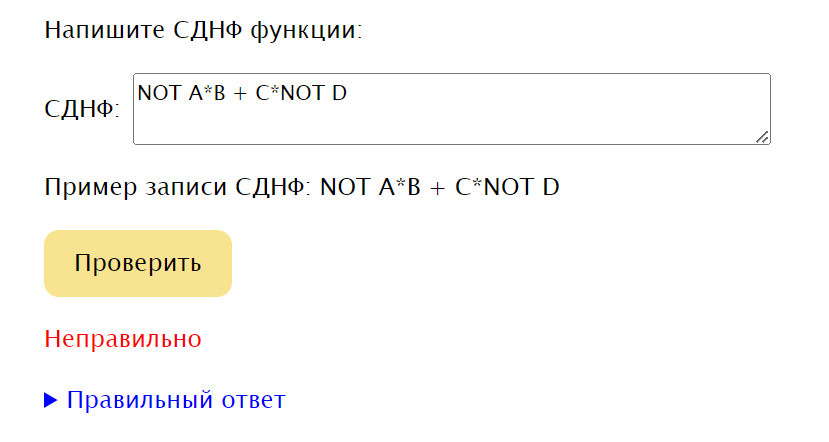 Напишите СДНФ функции:
СДНФ: NOT A*B + C*NOT D
Пример записи СДНФ: NOT A*B + C*NOT D
Проверить
Неправильно
Правильный ответ